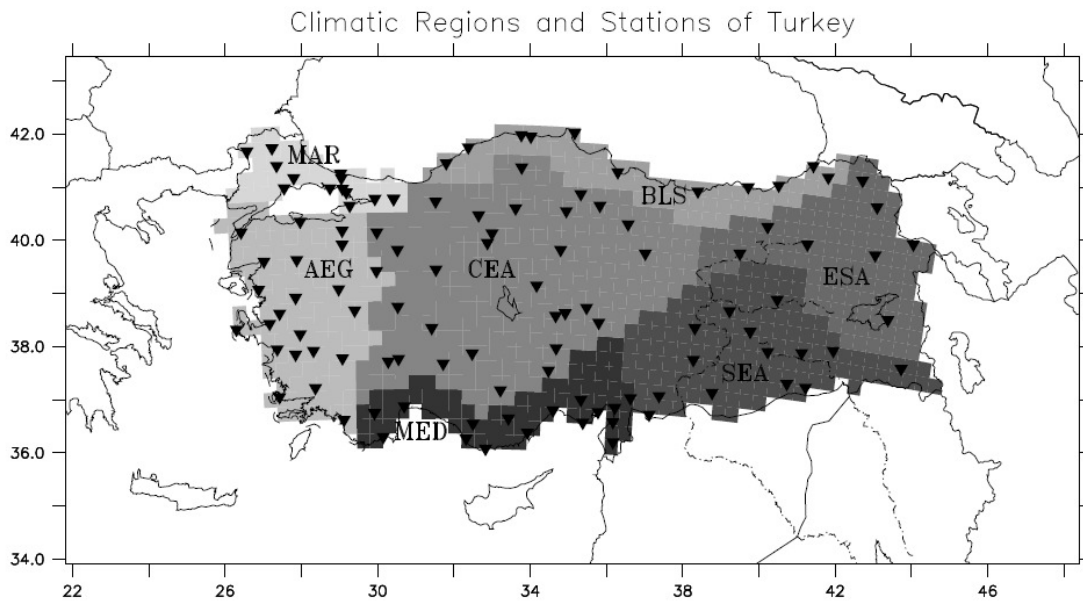 Climatic Regions and Stations of Turkey
42.0
MAR
BLS
40.0
AEG
CEA
ESA
38.0
SEA
MED
36.0
34.0
22 26 30 34 38 42 46